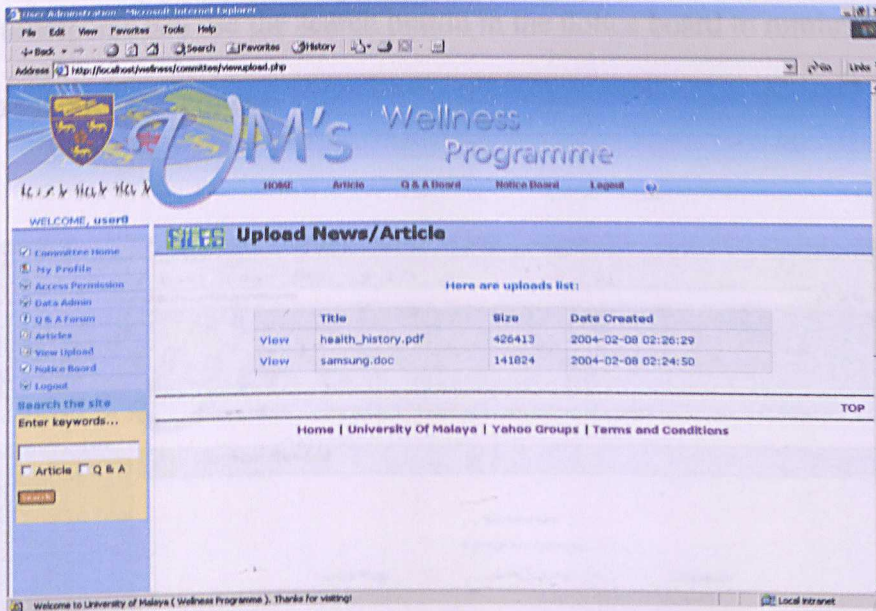 User Administration - Microsoft Internet Explorer
File Edit View Favorites Tools Help
Back Search Favorites History
Address http://localhost/wellness/committee/viewupload.php Go Links
UM's Wellness Programme
HOME Article Q & A Board Notice Board Logout
WELCOME, user0
FILES Upload News/Article
Committee Home
My Profile
Access Permission
Data Admin
Q & A Forum
Articles
View Upload
Notice Board
Logout
Here are uploads list:
Title Size Date Created
View health_history.pdf 426413 2004-02-08 02:26:29
View samsung.doc 141824 2004-02-08 02:24:50
Search the site
Enter keywords...
Article Q & A
Search
TOP
Home | University Of Malaya | Yahoo Groups | Terms and Conditions
Welcome to University of Malaya ( Wellness Programme ). Thanks for visiting! Local intranet